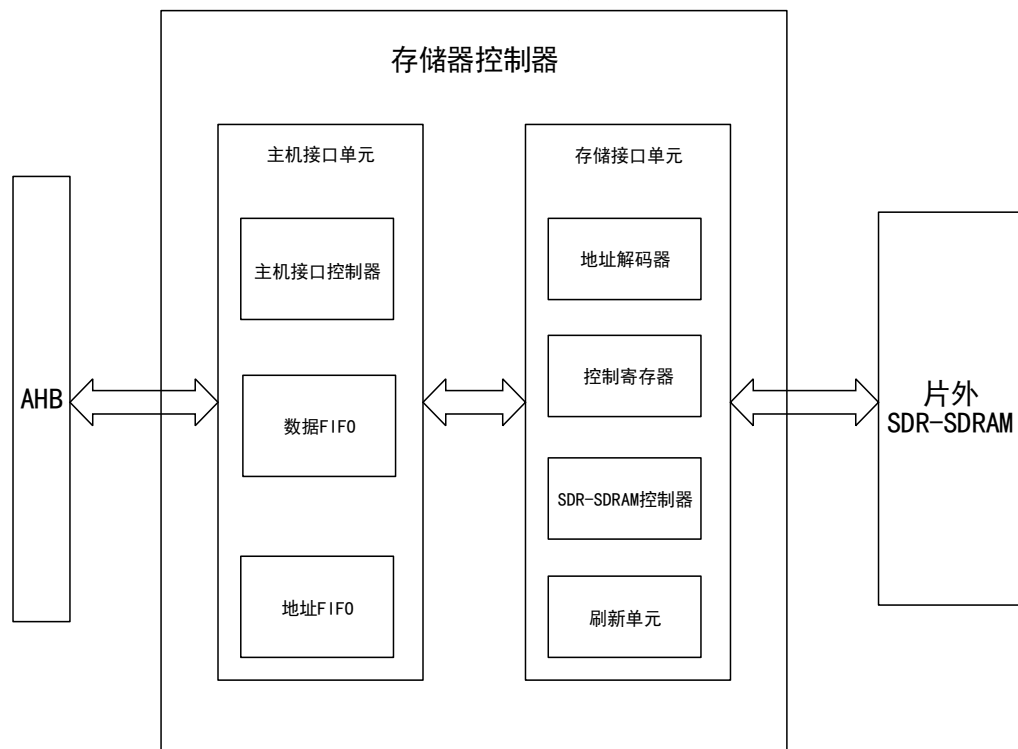 存储器控制器
主机接口单元
主机接口控制器
数据FIFO
地址FIFO
存储接口单元
地址解码器
控制寄存器
SDR-SDRAM控制器
刷新单元
AHB
片外
SDR-SDRAM